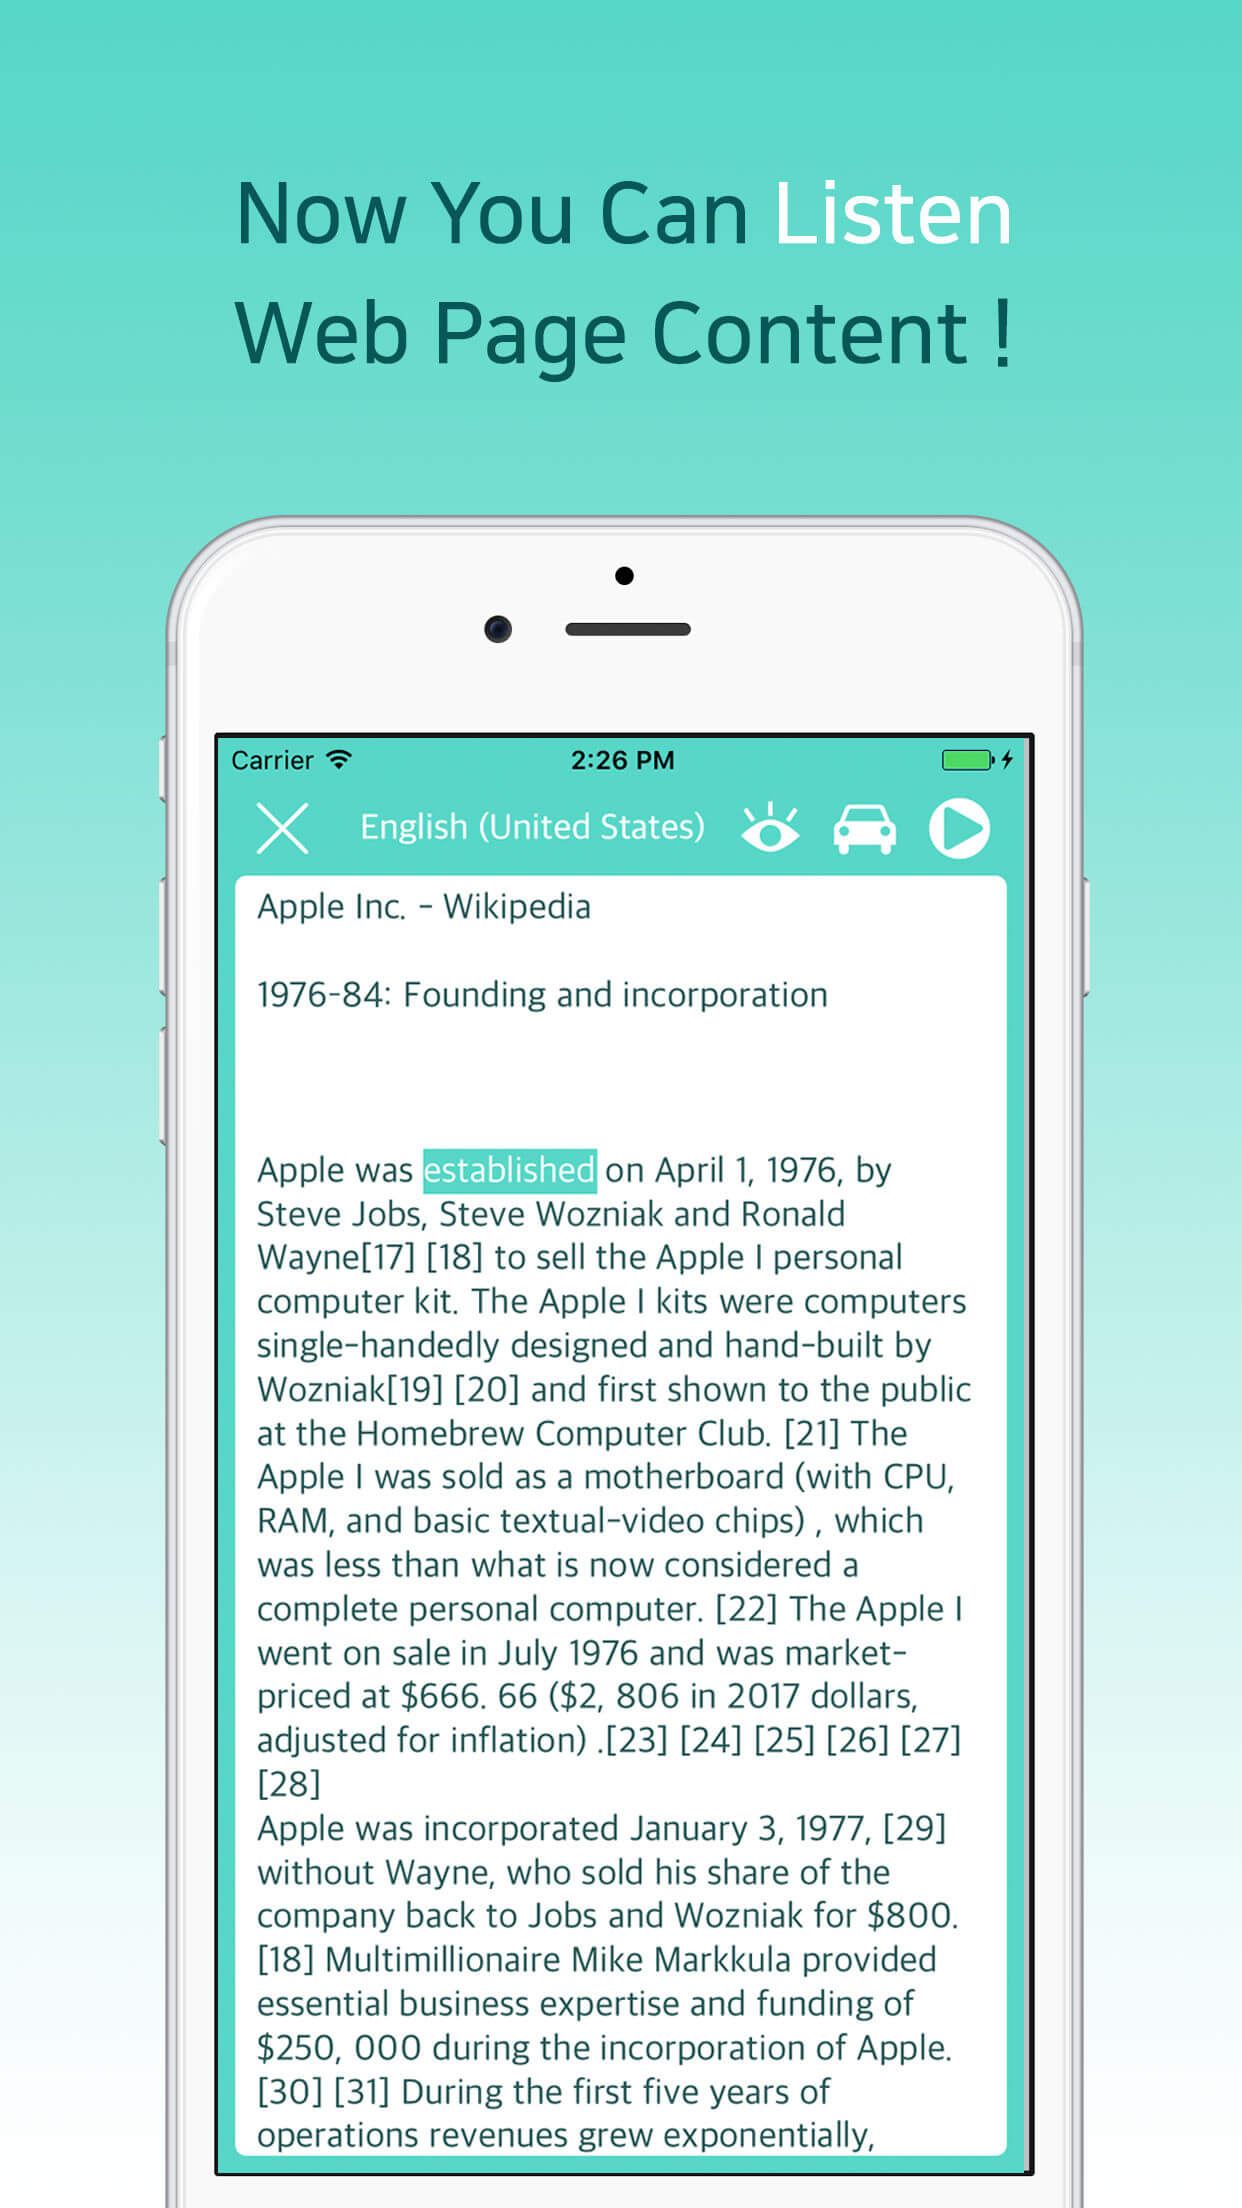 Now You Can Listen
Web Page Content !
Carrier 2:26 PM
English (United States)
Apple Inc. - Wikipedia
1976-84: Founding and incorporation
Apple was established on April 1, 1976, by
Steve Jobs, Steve Wozniak and Ronald
Wayne[17] [18] to sell the Apple I personal
computer kit. The Apple I kits were computers
single-handedly designed and hand-built by
Wozniak[19] [20] and first shown to the public
at the Homebrew Computer Club. [21] The
Apple I was sold as a motherboard (with CPU,
RAM, and basic textual-video chips) , which
was less than what is now considered a
complete personal computer. [22] The Apple I
went on sale in July 1976 and was market-
priced at $666. 66 ($2, 806 in 2017 dollars,
adjusted for inflation) .[23] [24] [25] [26] [27]
[28]
Apple was incorporated January 3, 1977, [29]
without Wayne, who sold his share of the
company back to Jobs and Wozniak for $800.
[18] Multimillionaire Mike Markkula provided
essential business expertise and funding of
$250, 000 during the incorporation of Apple.
[30] [31] During the first five years of
operations revenues grew exponentially,